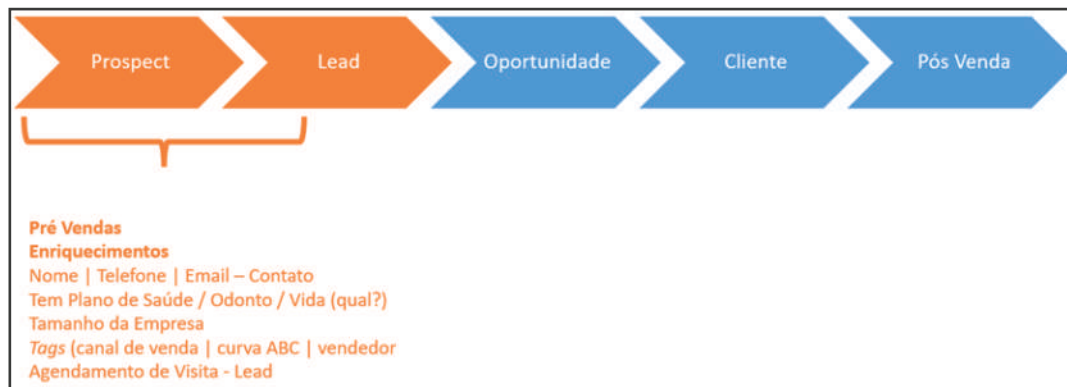 Prospect
Lead
Oportunidade
Cliente
Pós Venda
Pré Vendas
Enriquecimentos
Nome | Telefone | Email – Contato
Tem Plano de Saúde / Odonto / Vida (qual?)
Tamanho da Empresa
Tags (canal de venda | curva ABC | vendedor
Agendamento de Visita - Lead